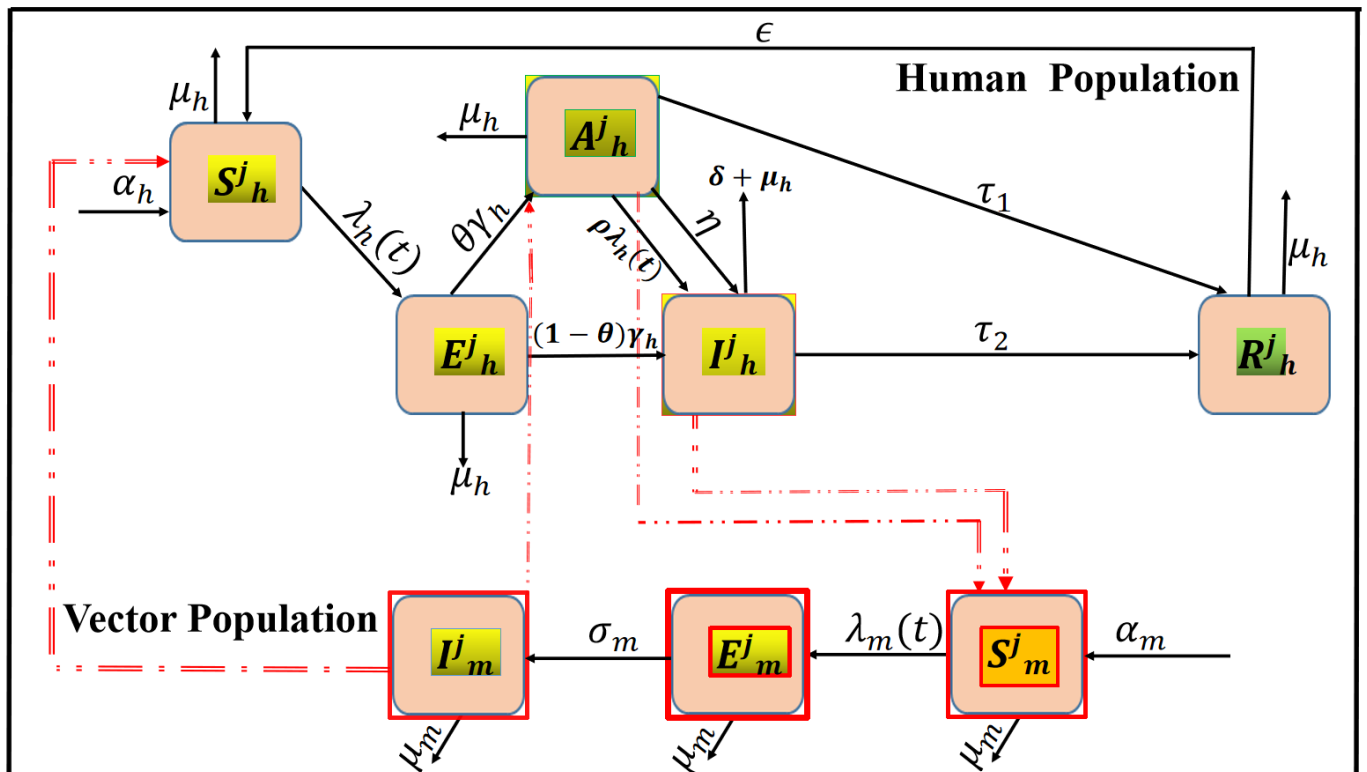 ϵ
Human Population
μ_h
A^j_h
μ_h
δ + μ_h
S^j_h
α_h
λ_h(t)
θγ_h
ρλ_h(t)
η
τ_1
μ_h
E^j_h
(1 − θ)γ_h
I^j_h
τ_2
R^j_h
μ_h
Vector Population
I^j_m
σ_m
E^j_m
λ_m(t)
S^j_m
α_m
μ_m
μ_m
μ_m